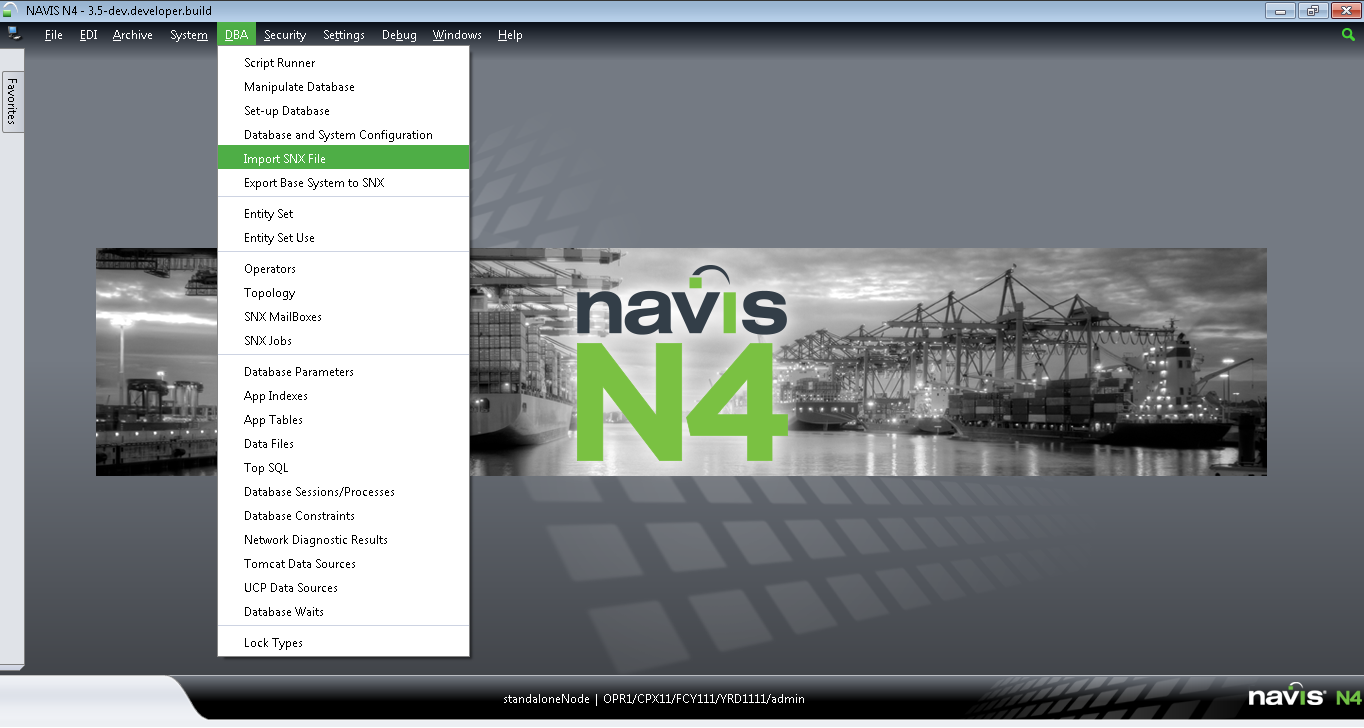 NAVIS N4 - 3.5-dev.developer.build
File EDI Archive System DBA Security Settings Debug Windows Help
Favorites
Script Runner
Manipulate Database
Set-up Database
Database and System Configuration
Import SNX File
Export Base System to SNX
Entity Set
Entity Set Use
Operators
Topology
SNX MailBoxes
SNX Jobs
Database Parameters
App Indexes
App Tables
Data Files
Top SQL
Database Sessions/Processes
Database Constraints
Network Diagnostic Results
Tomcat Data Sources
UCP Data Sources
Database Waits
Lock Types
navis
N4
standaloneNode | OPR1/CPX11/FCY111/YRD1111/admin
navis N4